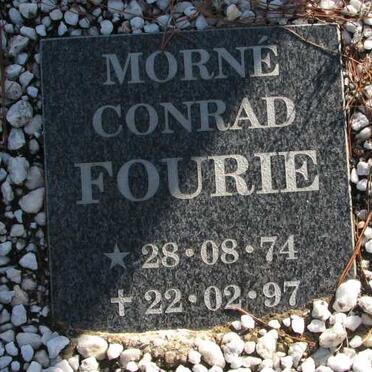 MORNÉ
CONRAD
FOURIE
★ 28·08·74
✝ 22·02·97